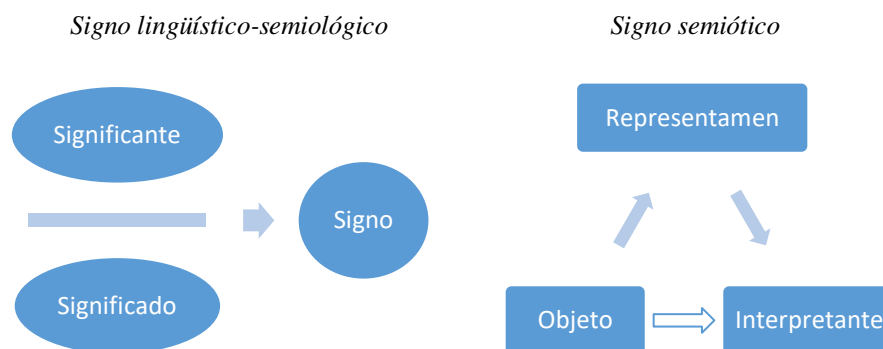 Signo lingüístico-semiológico
Signo semiótico
Significante
Signo
Significado
Representamen
Objeto
Interpretante